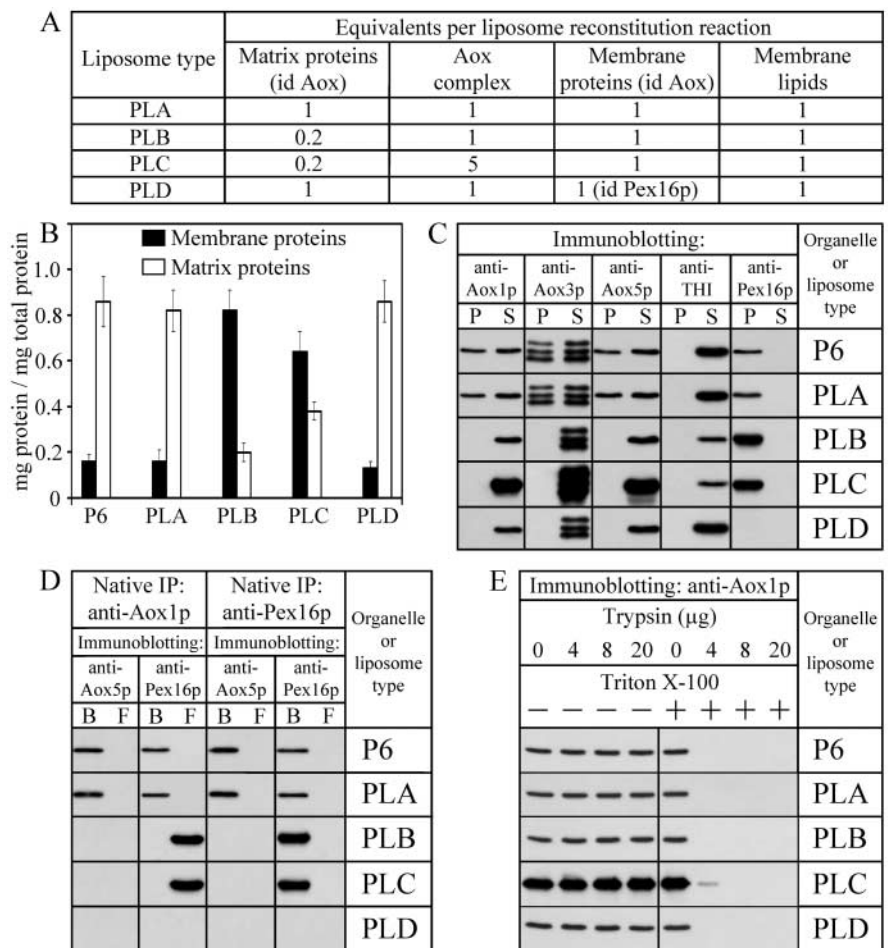 A
Equivalents per liposome reconstitution reaction
Liposome type
Matrix proteins (id Aox)
Aox complex
Membrane proteins (id Aox)
Membrane lipids
PLA 1 1 1 1
PLB 0.2 1 1 1
PLC 0.2 5 1 1
PLD 1 1 1 (id Pex16p) 1
B
Membrane proteins
Matrix proteins
mg protein / mg total protein
1.0
0.8
0.6
0.4
0.2
0
P6 PLA PLB PLC PLD
C
Immunoblotting:
Organelle or liposome type
anti-Aox1p
anti-Aox3p
anti-Aox5p
anti-THI
anti-Pex16p
P S P S P S P S P S
P6
PLA
PLB
PLC
PLD
D
Native IP: anti-Aox1p
Native IP: anti-Pex16p
Organelle or liposome type
Immunoblotting: Immunoblotting:
anti-Aox5p
anti-Pex16p
anti-Aox5p
anti-Pex16p
B F B F B F B F
P6
PLA
PLB
PLC
PLD
E
Immunoblotting: anti-Aox1p
Organelle or liposome type
Trypsin (μg)
0 4 8 20 0 4 8 20
Triton X-100
− − − − + + + +
P6
PLA
PLB
PLC
PLD